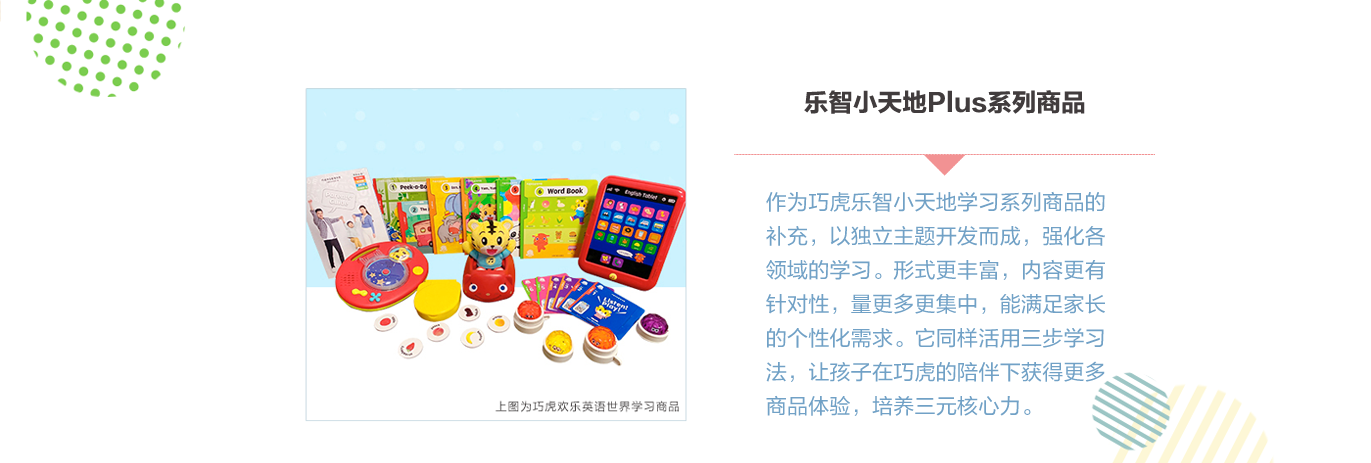 乐智小天地Plus系列商品
作为巧虎乐智小天地学习系列商品的
补充，以独立主题开发而成，强化各
领域的学习。形式更丰富，内容更有
针对性，量更多更集中，能满足家长
的个性化需求。它同样活用三步学习
法，让孩子在巧虎的陪伴下获得更多
商品体验，培养三元核心力。
1 Peek-o-Bo
2 The
3
4
5
6 Word Book
English Tablet
Listen!
Play!
上图为巧虎欢乐英语世界学习商品